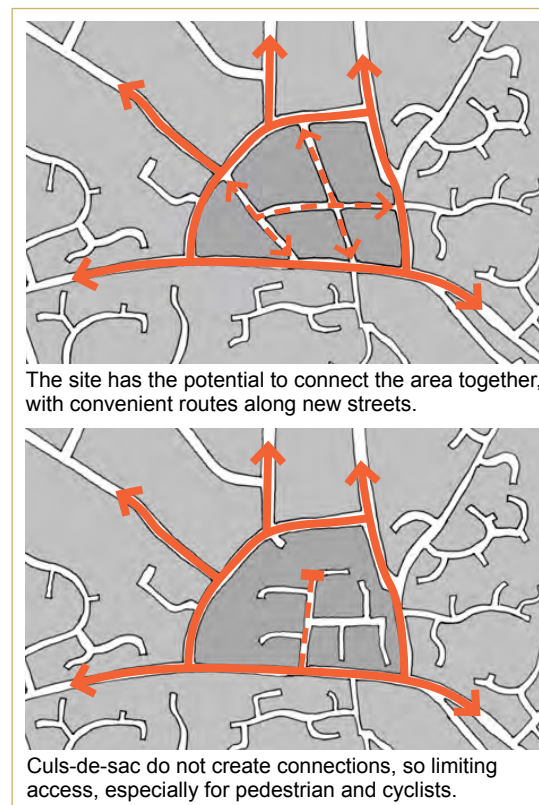 The site has the potential to connect the area together,
with convenient routes along new streets.
Culs-de-sac do not create connections, so limiting
access, especially for pedestrian and cyclists.